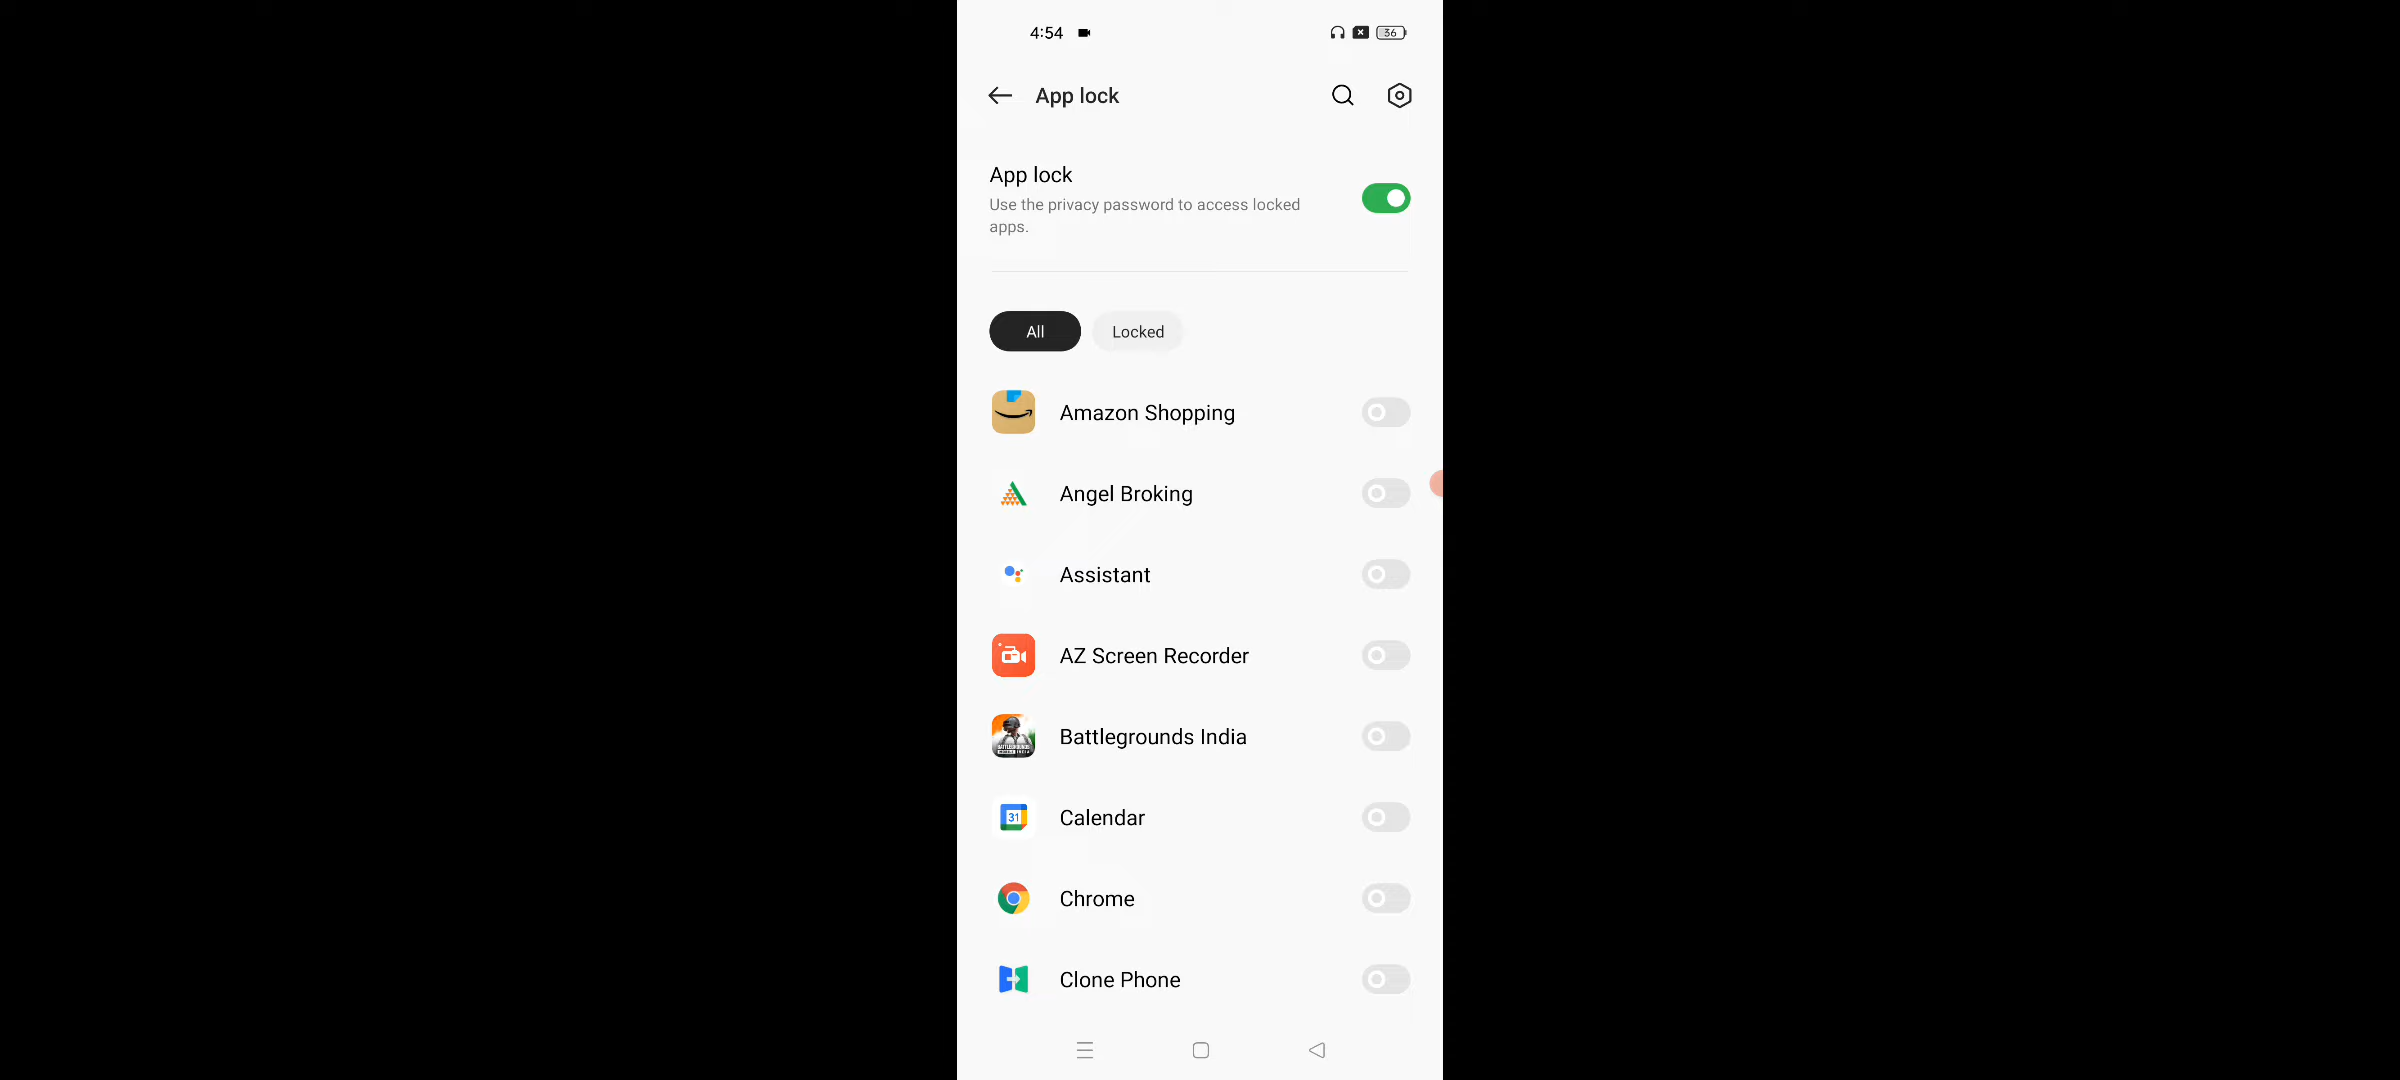 4:54
36
App lock
App lock
Use the privacy password to access locked
apps.
All
Locked
Amazon Shopping
Angel Broking
Assistant
AZ Screen Recorder
Battlegrounds India
31
Calendar
Chrome
Clone Phone